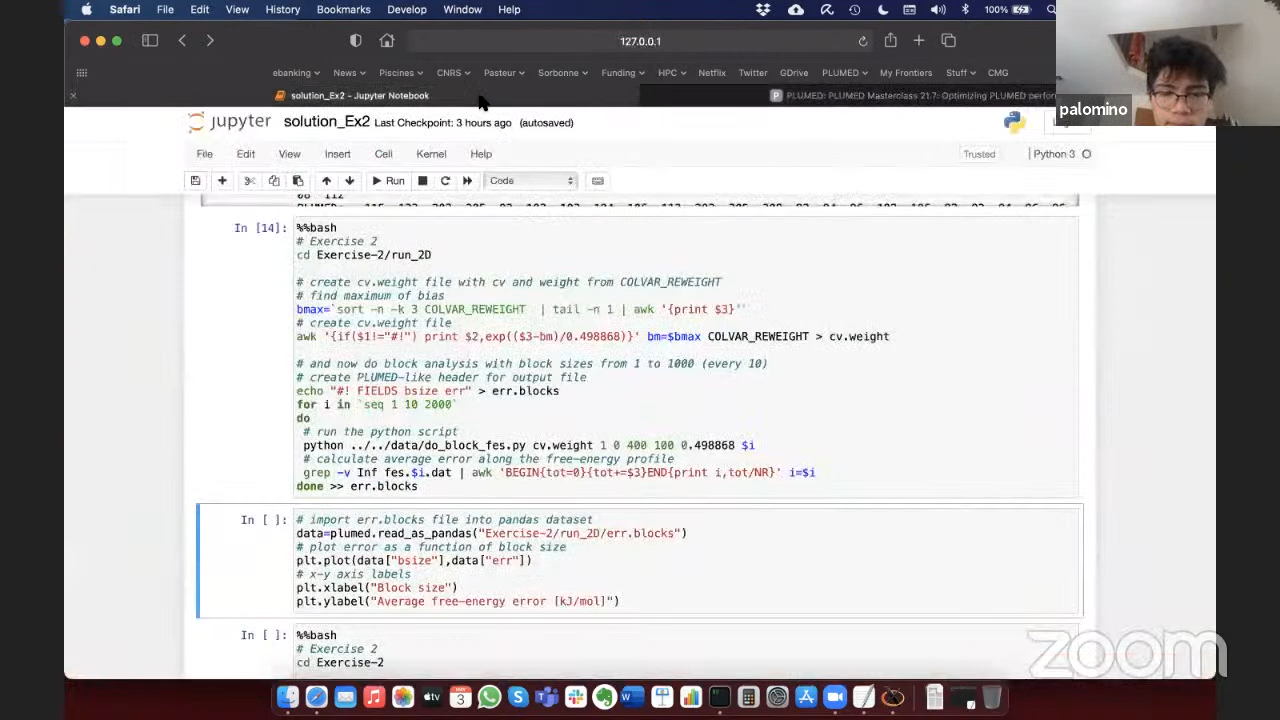 Safari File Edit View History Bookmarks Develop Window Help 100%
127.0.0.1
ebanking News Piscines CNRS Pasteur Sorbonne Funding HPC Netflix Twitter GDrive PLUMED My Frontiers Stuff CMG
solution_Ex2 - Jupyter Notebook
P PLUMED: PLUMED Masterclass 21.7: Optimizing PLUMED perfor
palomino
jupyter solution_Ex2 Last Checkpoint: 3 hours ago (autosaved)
File Edit View Insert Cell Kernel Help Trusted Python 3
Run Code
In [14]: %%bash
# Exercise 2
cd Exercise-2/run_2D
# create cv.weight file with cv and weight from COLVAR_REWEIGHT
# find maximum of bias
bmax=`sort -n -k 3 COLVAR_REWEIGHT | tail -n 1 | awk '{print $3}'`
# create cv.weight file
awk '{if($1!="#!") print $2,exp(($3-bm)/0.498868)}' bm=$bmax COLVAR_REWEIGHT > cv.weight
# and now do block analysis with block sizes from 1 to 1000 (every 10)
# create PLUMED-like header for output file
echo "#! FIELDS bsize err" > err.blocks
for i in `seq 1 10 2000`
do
# run the python script
python ../../data/do_block_fes.py cv.weight 1 0 400 100 0.498868 $i
# calculate average error along the free-energy profile
grep -v Inf fes.$i.dat | awk 'BEGIN{tot=0}{tot+=$3}END{print i,tot/NR}' i=$i
done >> err.blocks
In [ ]: # import err.blocks file into pandas dataset
data=plumed.read_as_pandas("Exercise-2/run_2D/err.blocks")
# plot error as a function of block size
plt.plot(data["bsize"],data["err"])
# x-y axis labels
plt.xlabel("Block size")
plt.ylabel("Average free-energy error [kJ/mol]")
In [ ]: %%bash
# Exercise 2
cd Exercise-2
zoom